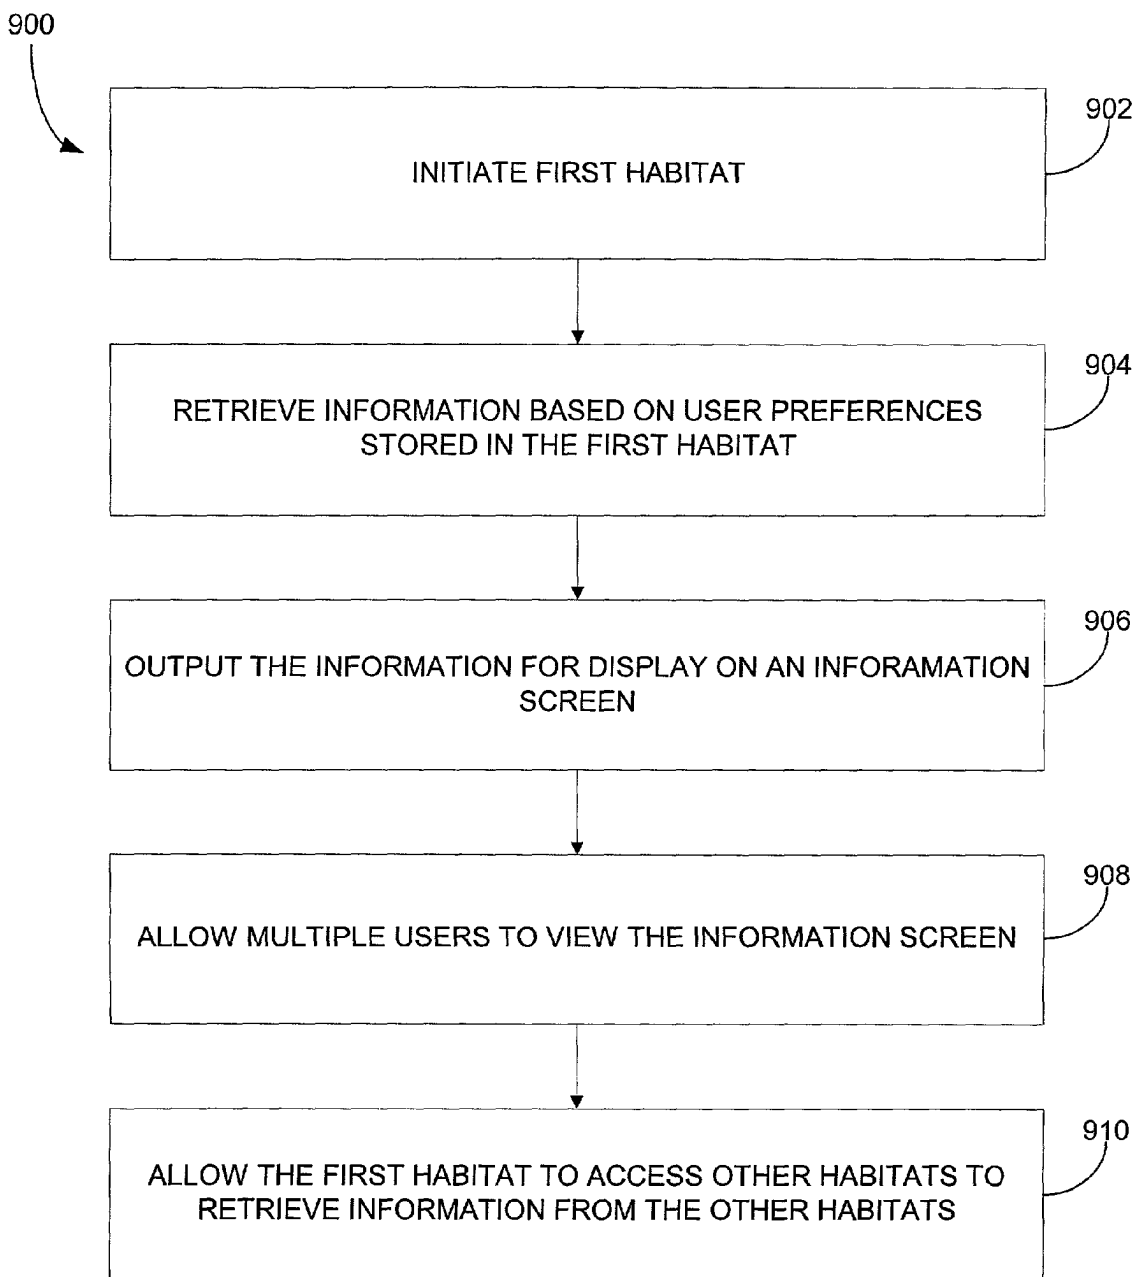 900
902
INITIATE FIRST HABITAT
904
RETRIEVE INFORMATION BASED ON USER PREFERENCES
STORED IN THE FIRST HABITAT
906
OUTPUT THE INFORMATION FOR DISPLAY ON AN INFORAMATION
SCREEN
908
ALLOW MULTIPLE USERS TO VIEW THE INFORMATION SCREEN
910
ALLOW THE FIRST HABITAT TO ACCESS OTHER HABITATS TO
RETRIEVE INFORMATION FROM THE OTHER HABITATS